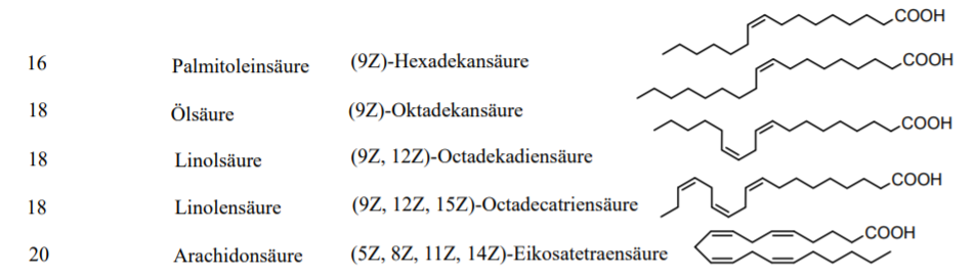 COOH
16 Palmitoleinsäure (9Z)-Hexadekansäure COOH
18 Ölsäure (9Z)-Oktadekansäure
18 Linolsäure (9Z, 12Z)-Octadekadiensäure COOH
18 Linolensäure (9Z, 12Z, 15Z)-Octadecatriensäure COOH
20 Arachidonsäure (5Z, 8Z, 11Z, 14Z)-Eikosatetraensäure COOH